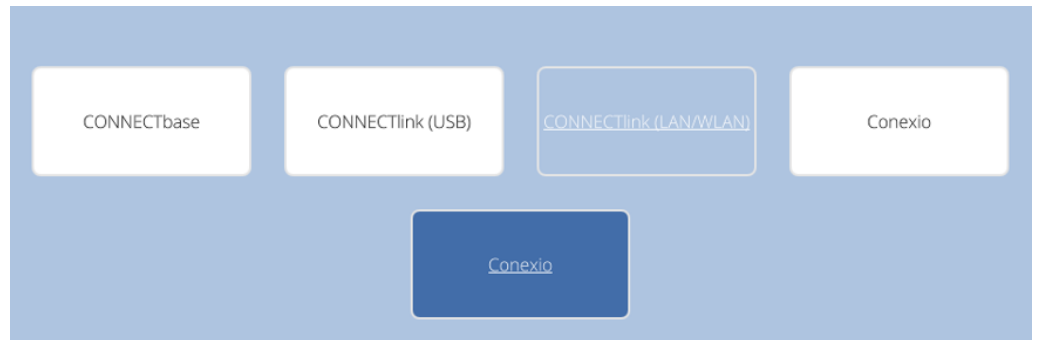 CONNECTbase
CONNECTlink (USB)
CONNECTlink (LAN/WLAN)
Conexio
Conexio